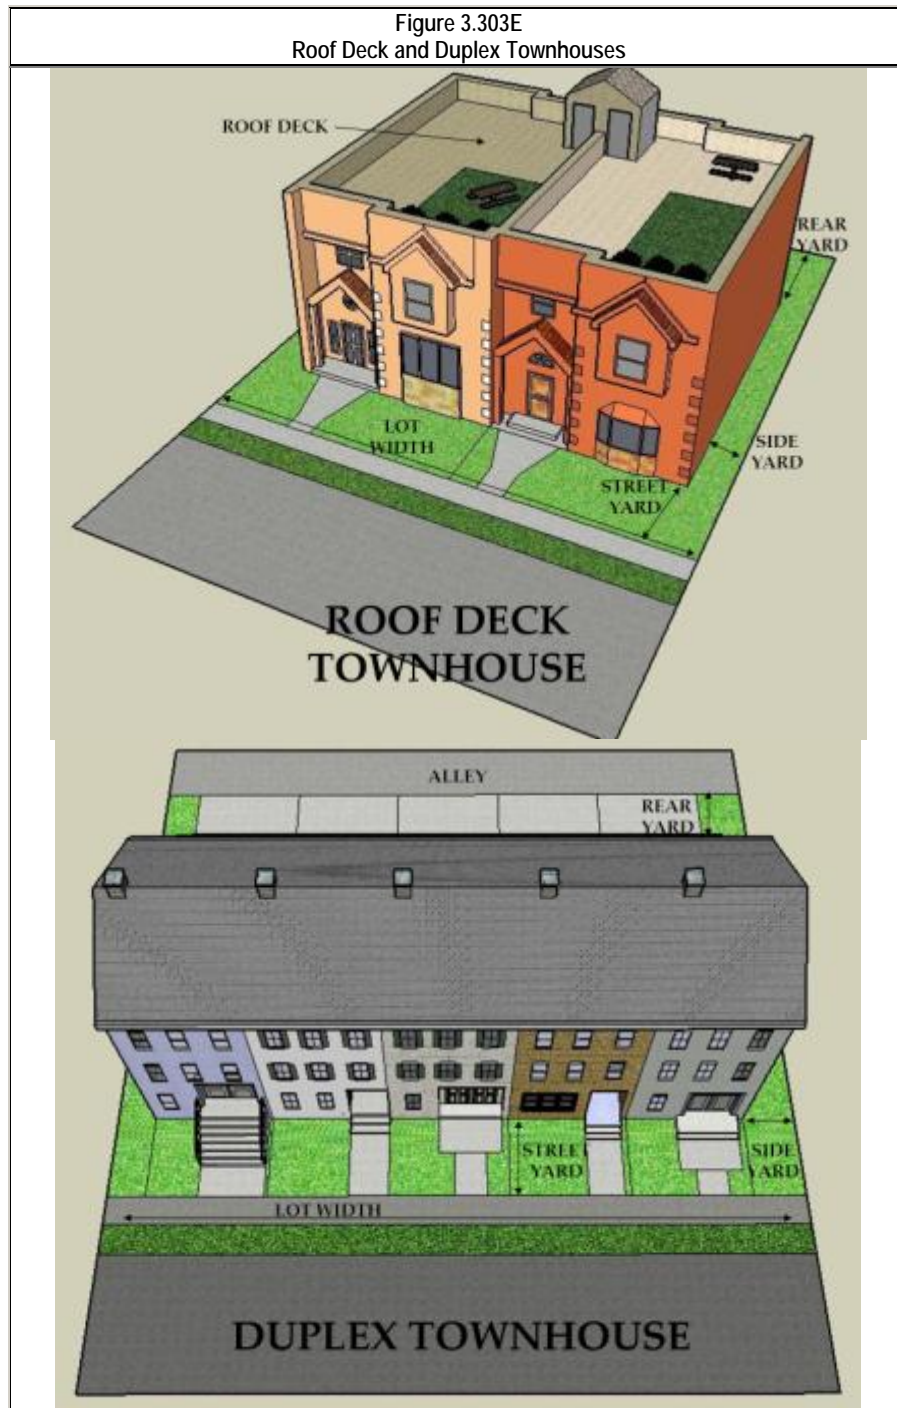 Figure 3.303E
Roof Deck and Duplex Townhouses
ROOF DECK
REAR
YARD
LOT
WIDTH
SIDE
YARD
STREET
YARD
ROOF DECK
TOWNHOUSE
ALLEY
REAR
YARD
STREET
YARD
SIDE
YARD
LOT WIDTH
DUPLEX TOWNHOUSE